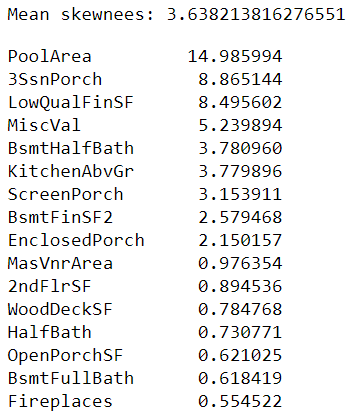 Mean skewnees: 3.638213816276551
PoolArea 14.985994
3SsnPorch 8.865144
LowQualFinSF 8.495602
MiscVal 5.239894
BsmtHalfBath 3.780960
KitchenAbvGr 3.779896
ScreenPorch 3.153911
BsmtFinSF2 2.579468
EnclosedPorch 2.150157
MasVnrArea 0.976354
2ndFlrSF 0.894536
WoodDeckSF 0.784768
HalfBath 0.730771
OpenPorchSF 0.621025
BsmtFullBath 0.618419
Fireplaces 0.554522